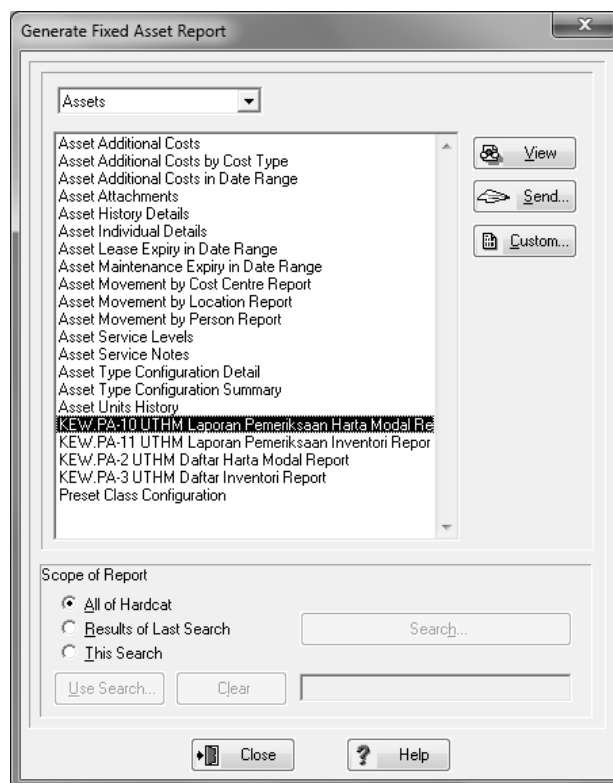 Generate Fixed Asset Report
Assets
Asset Additional Costs
Asset Additional Costs by Cost Type
Asset Additional Costs in Date Range
Asset Attachments
Asset History Details
Asset Individual Details
Asset Lease Expiry in Date Range
Asset Maintenance Expiry in Date Range
Asset Movement by Cost Centre Report
Asset Movement by Location Report
Asset Movement by Person Report
Asset Service Levels
Asset Service Notes
Asset Type Configuration Detail
Asset Type Configuration Summary
Asset Units History
KEW.PA-10 UTHM Laporan Pemeriksaan Harta Modal Re
KEW.PA-11 UTHM Laporan Pemeriksaan Inventori Repor
KEW.PA-2 UTHM Daftar Harta Modal Report
KEW.PA-3 UTHM Daftar Inventori Report
Preset Class Configuration
View
Send...
Custom...
Scope of Report
All of Hardcat
Results of Last Search
This Search
Search...
Use Search...
Clear
Close
Help